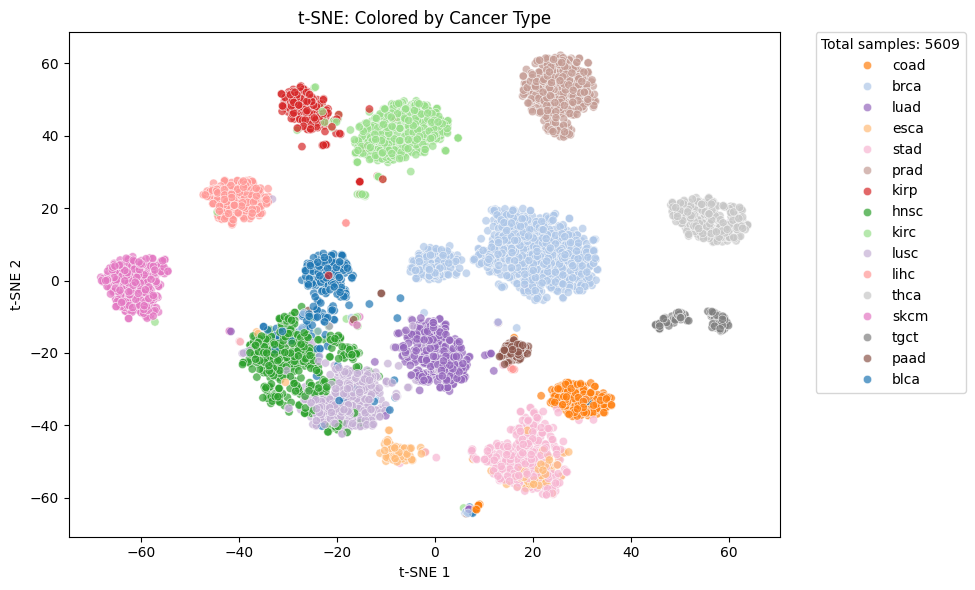 t-SNE: Colored by Cancer Type
Total samples: 5609
coad
brca
luad
esca
stad
prad
kirp
hnsc
kirc
lusc
lihc
thca
skcm
tgct
paad
blca
t-SNE 2
60
40
20
0
−20
−40
−60
−60 −40 −20 0 20 40 60
t-SNE 1